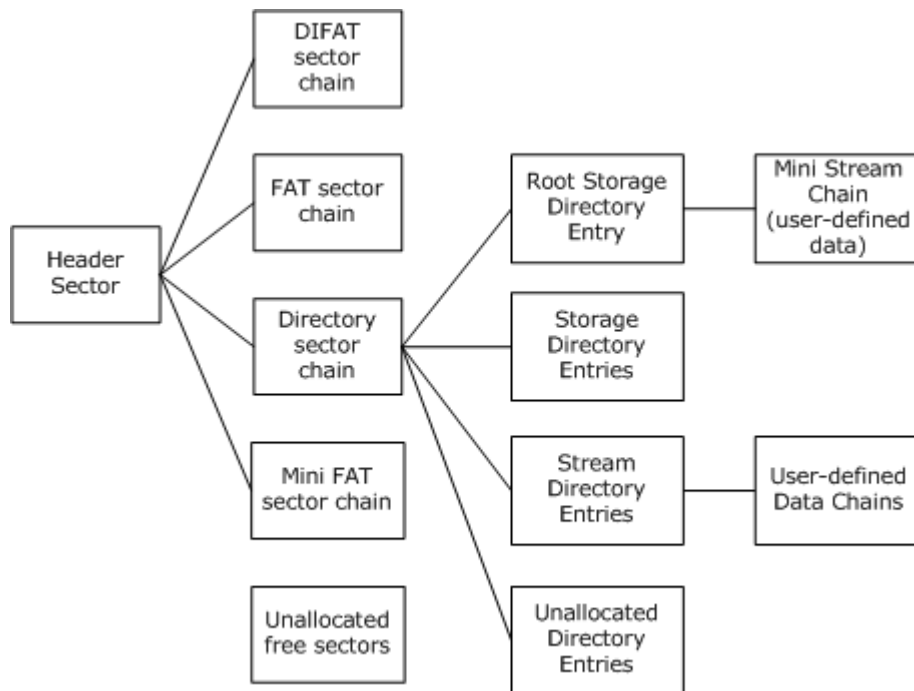 DIFAT
sector
chain
FAT sector
chain
Header
Sector
Directory
sector
chain
Mini FAT
sector chain
Unallocated
free sectors
Root Storage
Directory
Entry
Storage
Directory
Entries
Stream
Directory
Entries
Unallocated
Directory
Entries
Mini Stream
Chain
(user-defined
data)
User-defined
Data Chains